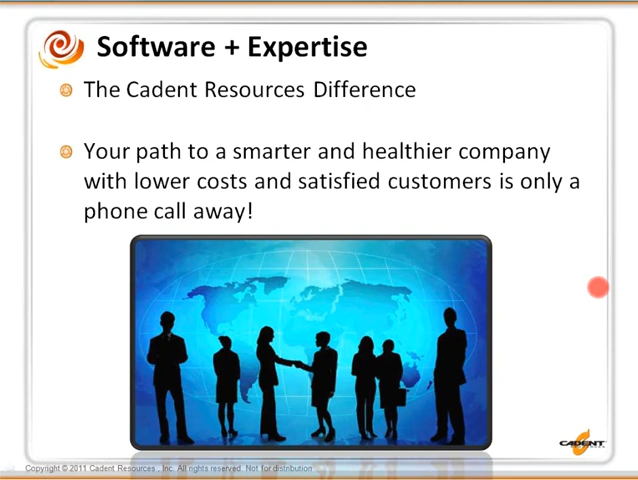 Software + Expertise
The Cadent Resources Difference
Your path to a smarter and healthier company
with lower costs and satisfied customers is only a
phone call away!
CADENT
Copyright © 2011 Cadent Resources , Inc. All rights reserved. Not for distribution